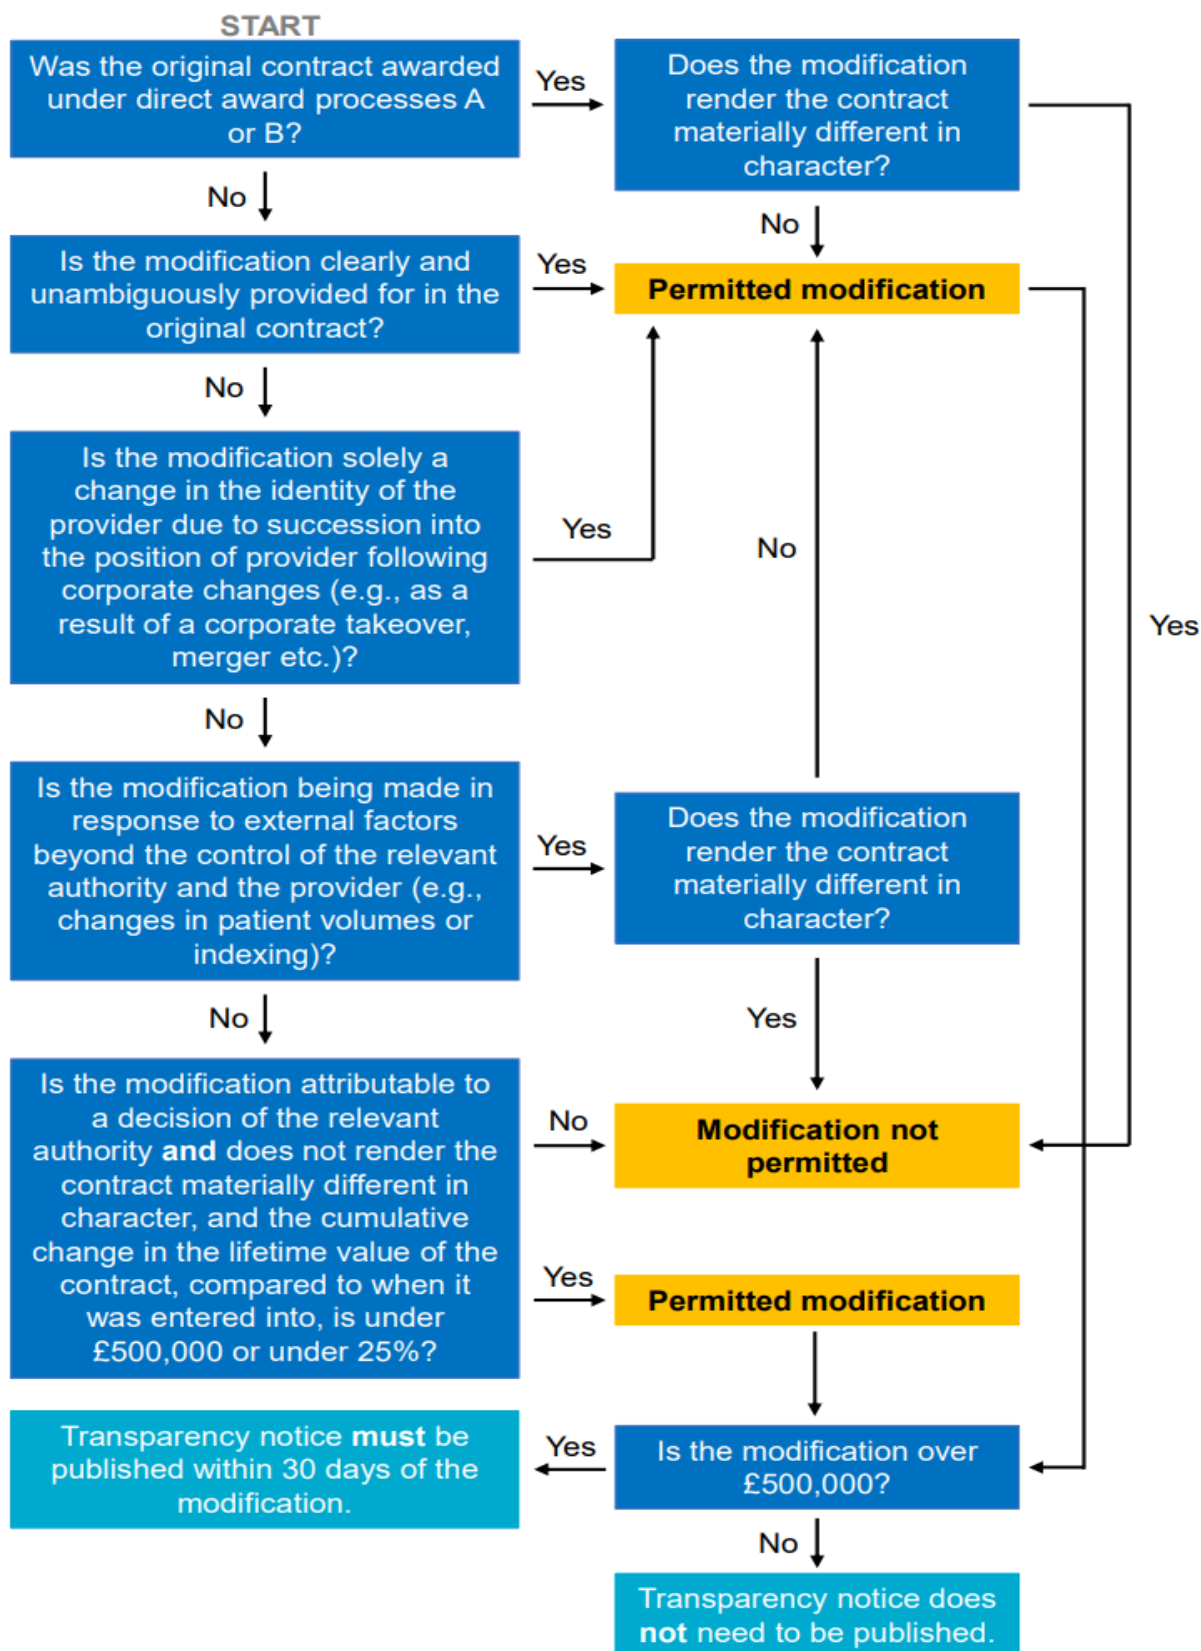 START
Was the original contract awarded
under direct award processes A
or B?
Yes
Does the modification
render the contract
materially different in
character?
No
No
Is the modification clearly and
unambiguously provided for in the
original contract?
Yes
Permitted modification
No
Is the modification solely a
change in the identity of the
provider due to succession into
the position of provider following
corporate changes (e.g., as a
result of a corporate takeover,
merger etc.)?
Yes
No
Yes
No
Is the modification being made in
response to external factors
beyond the control of the relevant
authority and the provider (e.g.,
changes in patient volumes or
indexing)?
Yes
Does the modification
render the contract
materially different in
character?
No
Yes
Is the modification attributable to
a decision of the relevant
authority and does not render the
contract materially different in
character, and the cumulative
change in the lifetime value of the
contract, compared to when it
was entered into, is under
£500,000 or under 25%?
No
Modification not
permitted
Yes
Permitted modification
Transparency notice must be
published within 30 days of the
modification.
Yes
Is the modification over
£500,000?
No
Transparency notice does
not need to be published.